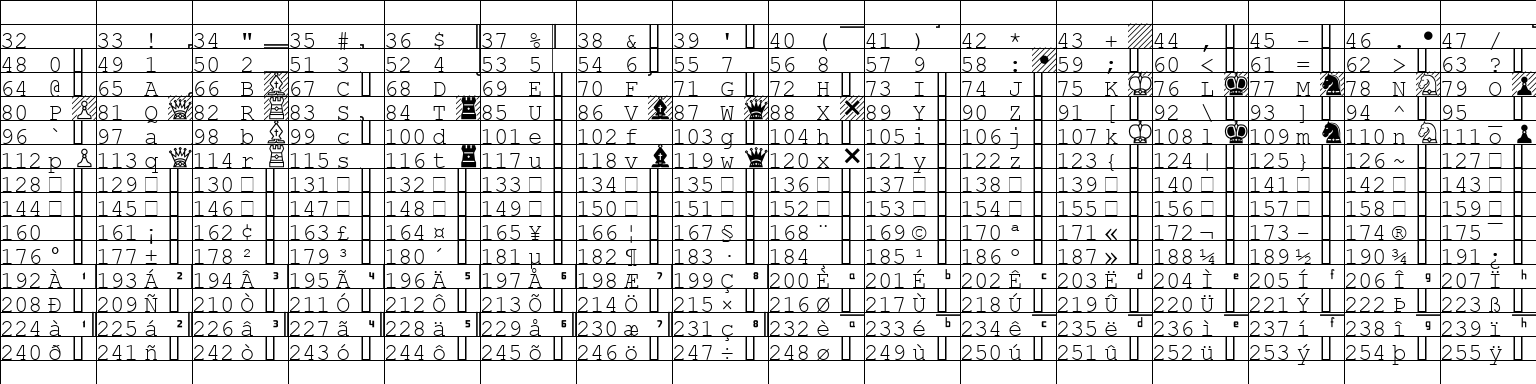 32 33 ! 34 " 35 # 36 $ 37 % 38 & 39 ' 40 ( 41 ) 42 * 43 + 44 , 45 - 46 . 47 /
48 0 49 1 50 2 51 3 52 4 53 5 54 6 55 7 56 8 57 9 58 : 59 ; 60 < 61 = 62 > 63 ?
64 @ 65 A 66 B 67 C 68 D 69 E 70 F 71 G 72 H 73 I 74 J 75 K 76 L 77 M 78 N 79 O
80 P 81 Q 82 R 83 S 84 T 85 U 86 V 87 W 88 X 89 Y 90 Z 91 [ 92 \ 93 ] 94 ^ 95 _
96 ` 97 a 98 b 99 c 100 d 101 e 102 f 103 g 104 h 105 i 106 j 107 k 108 l 109 m 110 n 111 o
112 p 113 q 114 r 115 s 116 t 117 u 118 v 119 w 120 x 121 y 122 z 123 { 124 | 125 } 126 ~ 127 □
128 □ 129 □ 130 □ 131 □ 132 □ 133 □ 134 □ 135 □ 136 □ 137 □ 138 □ 139 □ 140 □ 141 □ 142 □ 143 □
144 □ 145 □ 146 □ 147 □ 148 □ 149 □ 150 □ 151 □ 152 □ 153 □ 154 □ 155 □ 156 □ 157 □ 158 □ 159 □
160 161 ¡ 162 ¢ 163 £ 164 ¤ 165 ¥ 166 ¦ 167 § 168 ¨ 169 © 170 ª 171 « 172 ¬ 173 - 174 ® 175 ¯
176 ° 177 ± 178 ² 179 ³ 180 ´ 181 µ 182 ¶ 183 · 184 185 ¹ 186 º 187 » 188 ¼ 189 ½ 190 ¾ 191 ¿
192 À 1 193 Á 2 194 Â 3 195 Ã 4 196 Ä 5 197 Å 6 198 Æ 7 199 Ç 8 200 È a 201 É b 202 Ê c 203 Ë d 204 Ì e 205 Í f 206 Î g 207 Ï h
208 Ð 209 Ñ 210 Ò 211 Ó 212 Ô 213 Õ 214 Ö 215 × 216 Ø 217 Ù 218 Ú 219 Û 220 Ü 221 Ý 222 Þ 223 ß
224 à 1 225 á 2 226 â 3 227 ã 4 228 ä 5 229 å 6 230 æ 7 231 ç 8 232 è a 233 é b 234 ê c 235 ë d 236 ì e 237 í f 238 î g 239 ï h
240 ð 241 ñ 242 ò 243 ó 244 ô 245 õ 246 ö 247 ÷ 248 ø 249 ù 250 ú 251 û 252 ü 253 ý 254 þ 255 ÿ